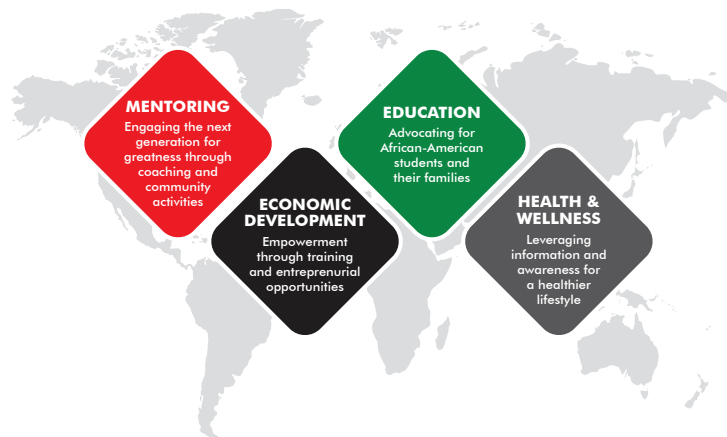 MENTORING
Engaging the next
generation for
greatness through
coaching and
community
activities
ECONOMIC
DEVELOPMENT
Empowerment
through training
and entreprenurial
opportunities
EDUCATION
Advocating for
African-American
students and
their families
HEALTH &
WELLNESS
Leveraging
information and
awareness for
a healthier
lifestyle